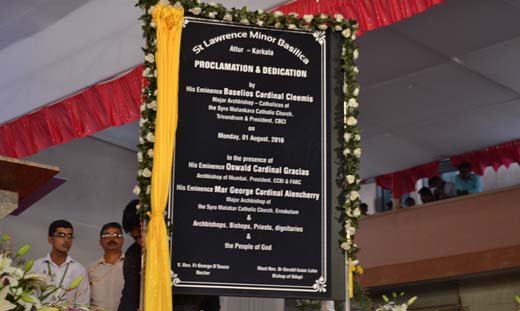 St Lawrence Minor Basilica
Attur - Karkala
PROCLAMATION & DEDICATION
by
His Eminence Baselios Cardinal Cleemis
Major Archbishop – Catholicos of
the Syro Malankara Catholic Church,
Trivandrum & President, CBCI
on
Monday, 01 August, 2016
In the presence of
His Eminence Oswald Cardinal Gracias
Archbishop of Mumbai, President, CCBI & FABC
His Eminence Mar George Cardinal Alencherry
Major Archbishop of
the Syro Malabar Catholic Church, Ernakulam
&
Archbishops, Bishops, Priests, dignitaries
&
the People of God
V. Rev. Fr George D'Souza
Rector
Most Rev. Dr Gerald Isaac Lobo
Bishop of Udupi